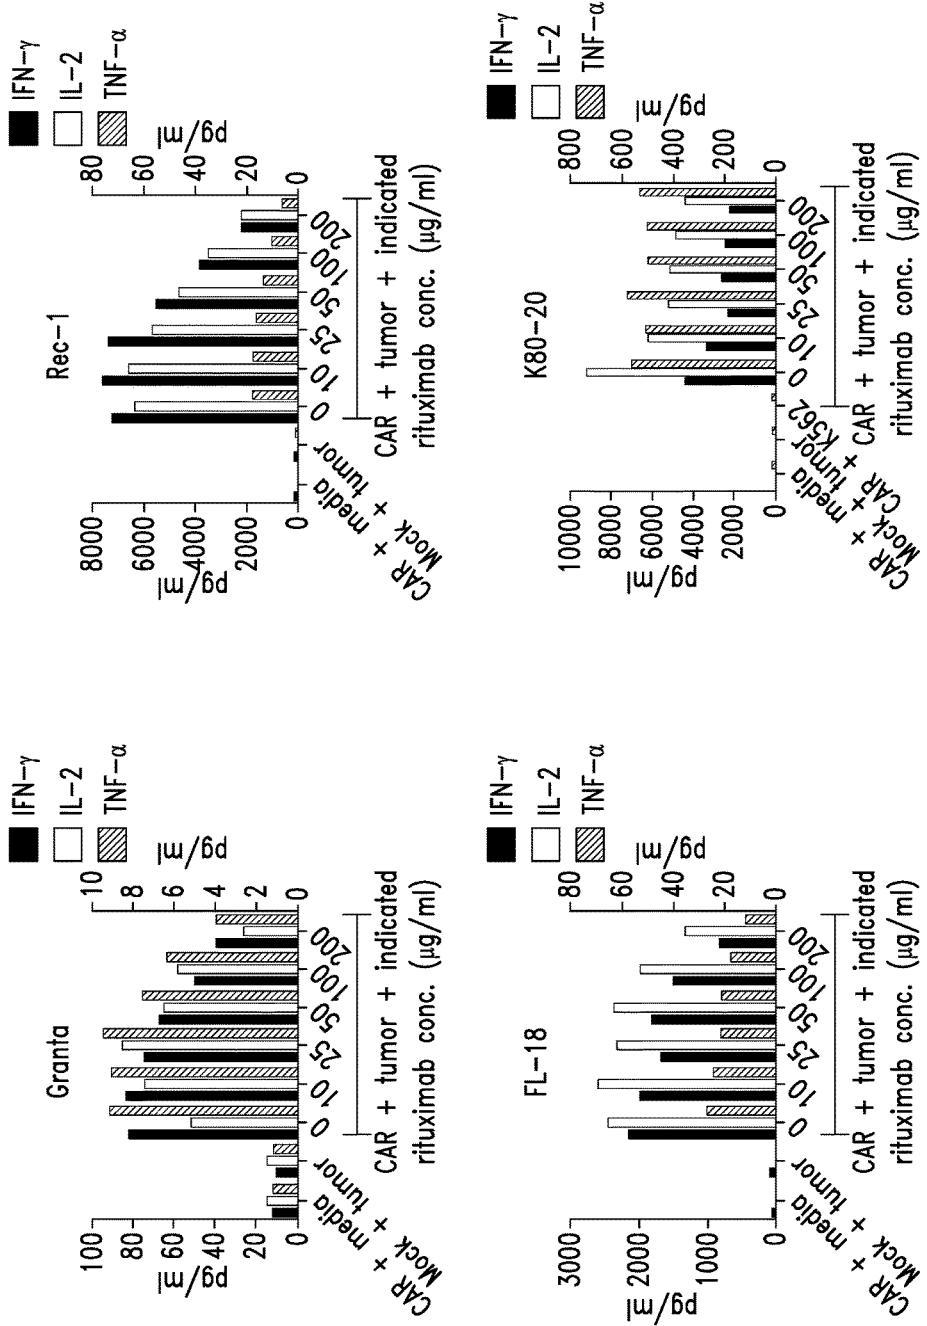 Granta
IFN-γ
IL-2
TNF-α
pg/ml
100
80
60
40
20
0
pg/ml
10
8
6
4
2
0
CAR + media
Mock + tumor
0
10
25
50
100
200
CAR + tumor + indicated
rituximab conc. (μg/ml)
Rec-1
IFN-γ
IL-2
TNF-α
pg/ml
8000
6000
4000
2000
0
pg/ml
80
60
40
20
0
CAR + media
Mock + tumor
0
10
25
50
100
200
CAR + tumor + indicated
rituximab conc. (μg/ml)
FL-18
IFN-γ
IL-2
TNF-α
pg/ml
3000
2000
1000
0
pg/ml
80
60
40
20
0
CAR + media
Mock + tumor
0
10
25
50
100
200
CAR + tumor + indicated
rituximab conc. (μg/ml)
K80-20
IFN-γ
IL-2
TNF-α
pg/ml
10000
8000
6000
4000
2000
0
pg/ml
800
600
400
200
0
CAR + media
Mock + tumor
CAR + K562
0
10
25
50
100
200
CAR + tumor + indicated
rituximab conc. (μg/ml)